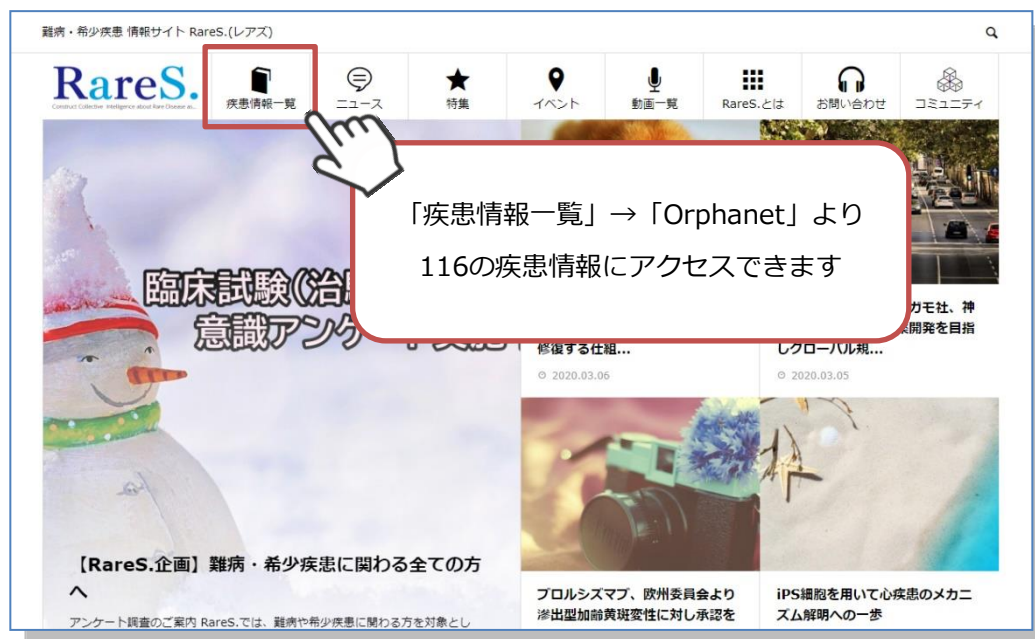 難病・希少疾患 情報サイト RareS.(レアズ)
RareS.
Construct Collective Intelligence about Rare Disease as..
疾患情報一覧
ニュース
特集
イベント
動画一覧
RareS.とは
お問い合わせ
コミュニティ
「疾患情報一覧」→「Orphanet」より
116の疾患情報にアクセスできます
臨床試験(治
意識アンケ
修復する仕組...
2020.03.06
ガモ社、神
開発を目指
しグローバル規...
2020.03.05
【RareS.企画】難病・希少疾患に関わる全ての方
へ
アンケート調査のご案内 RareS.では、難病や希少疾患に関わる方を対象とし
ブロルシズマブ、欧州委員会より
滲出型加齢黄斑変性に対し承認を
iPS細胞を用いて心疾患のメカニ
ズム解明への一歩